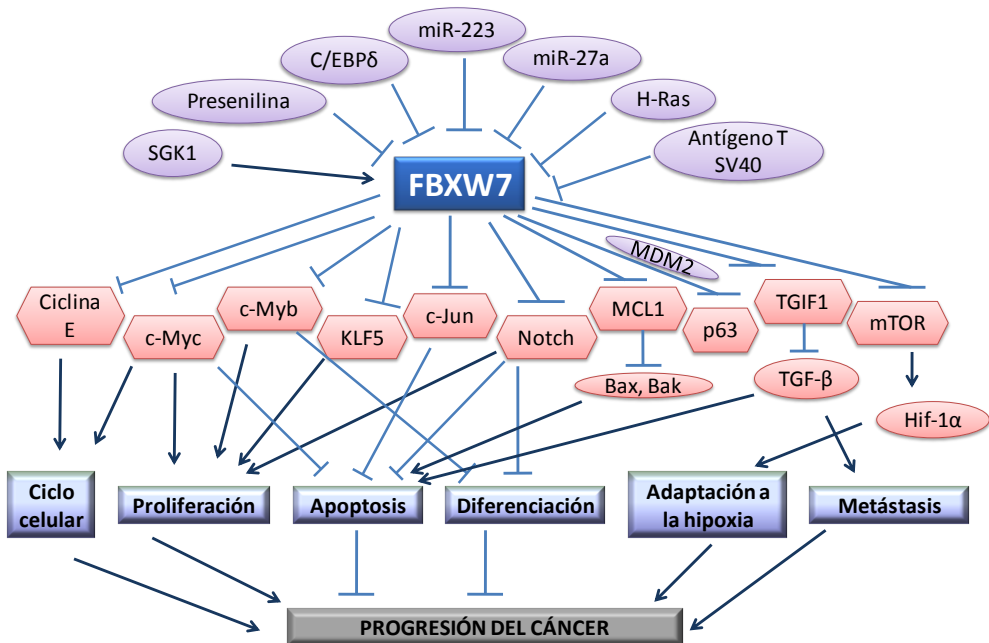 miR-223
C/EBPδ
miR-27a
Presenilina
H-Ras
SGK1
Antígeno T
SV40
FBXW7
MDM2
Ciclina
E
c-Myc
c-Myb
KLF5
c-Jun
Notch
MCL1
p63
TGIF1
mTOR
Bax, Bak
TGF-β
Hif-1α
Ciclo
celular
Proliferación
Apoptosis
Diferenciación
Adaptación a
la hipoxia
Metástasis
PROGRESIÓN DEL CÁNCER